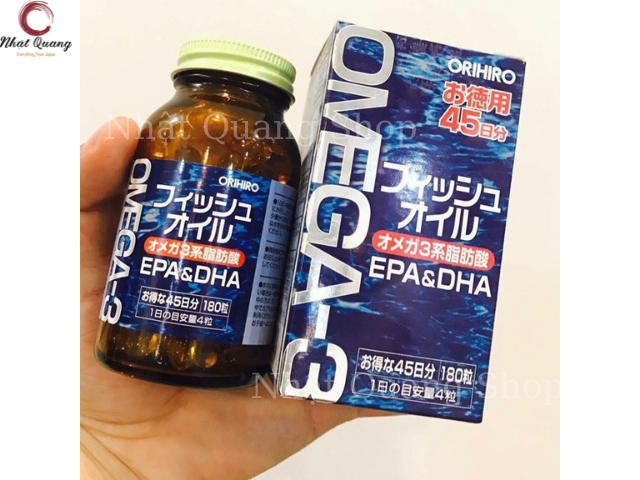 Nhat Quang
Everything From Japan
Nhật Quang Shop
ORIHIRO
OMEGA-3
フィッシュ
オイル
オメガ3系脂肪酸
EPA&DHA
お得な45日分 180粒
1日の目安量4粒
ORIHIRO
お徳用
45日分
OMEGA-3
フィッシュ
オイル
オメガ3系脂肪酸
EPA&DHA
お得な45日分 180粒
1日の目安量4粒
Nhật Quang Shop